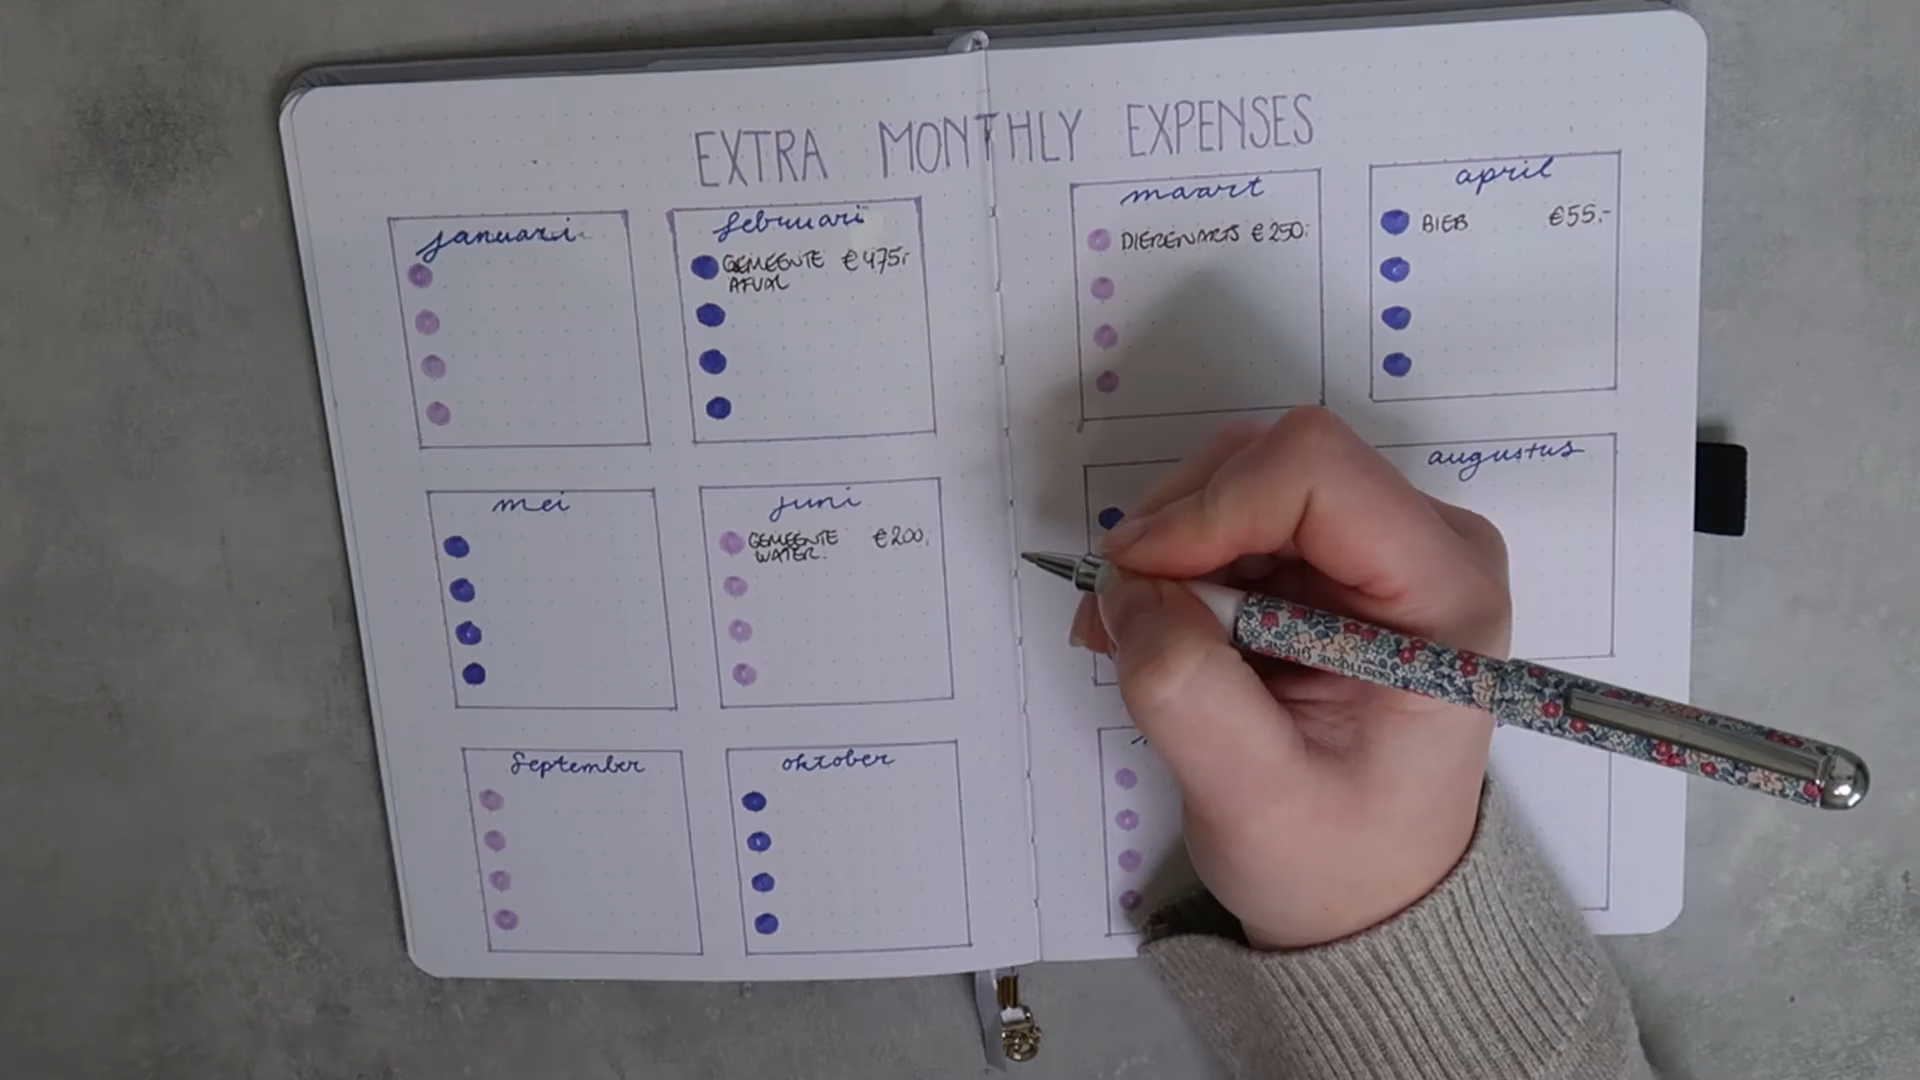 EXTRA MONTHLY EXPENSES
januari
februari
GEMEENTE €475,-
AFVAL
maart
DIERENARTS €250,-
april
BIEB €55,-
mei
juni
GEMEENTE €200,
WATER.
augustus
September
oktober